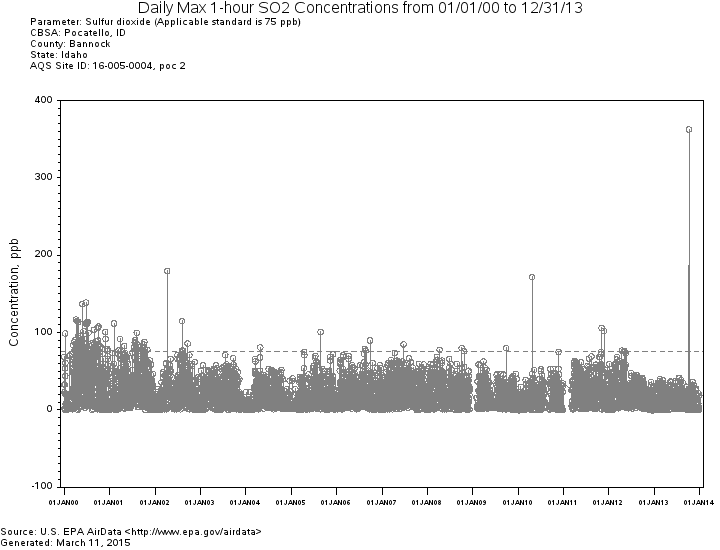 Daily Max 1-hour SO2 Concentrations from 01/01/00 to 12/31/13
Parameter: Sulfur dioxide (Applicable standard is 75 ppb)
CBSA: Pocatello, ID
County: Bannock
State: Idaho
AQS Site ID: 16-005-0004, poc 2
400
300
200
100
0
-100
Concentration, ppb
01JAN00 01JAN01 01JAN02 01JAN03 01JAN04 01JAN05 01JAN06 01JAN07 01JAN08 01JAN09 01JAN10 01JAN11 01JAN12 01JAN13 01JAN14
Source: U.S. EPA AirData <http://www.epa.gov/airdata>
Generated: March 11, 2015